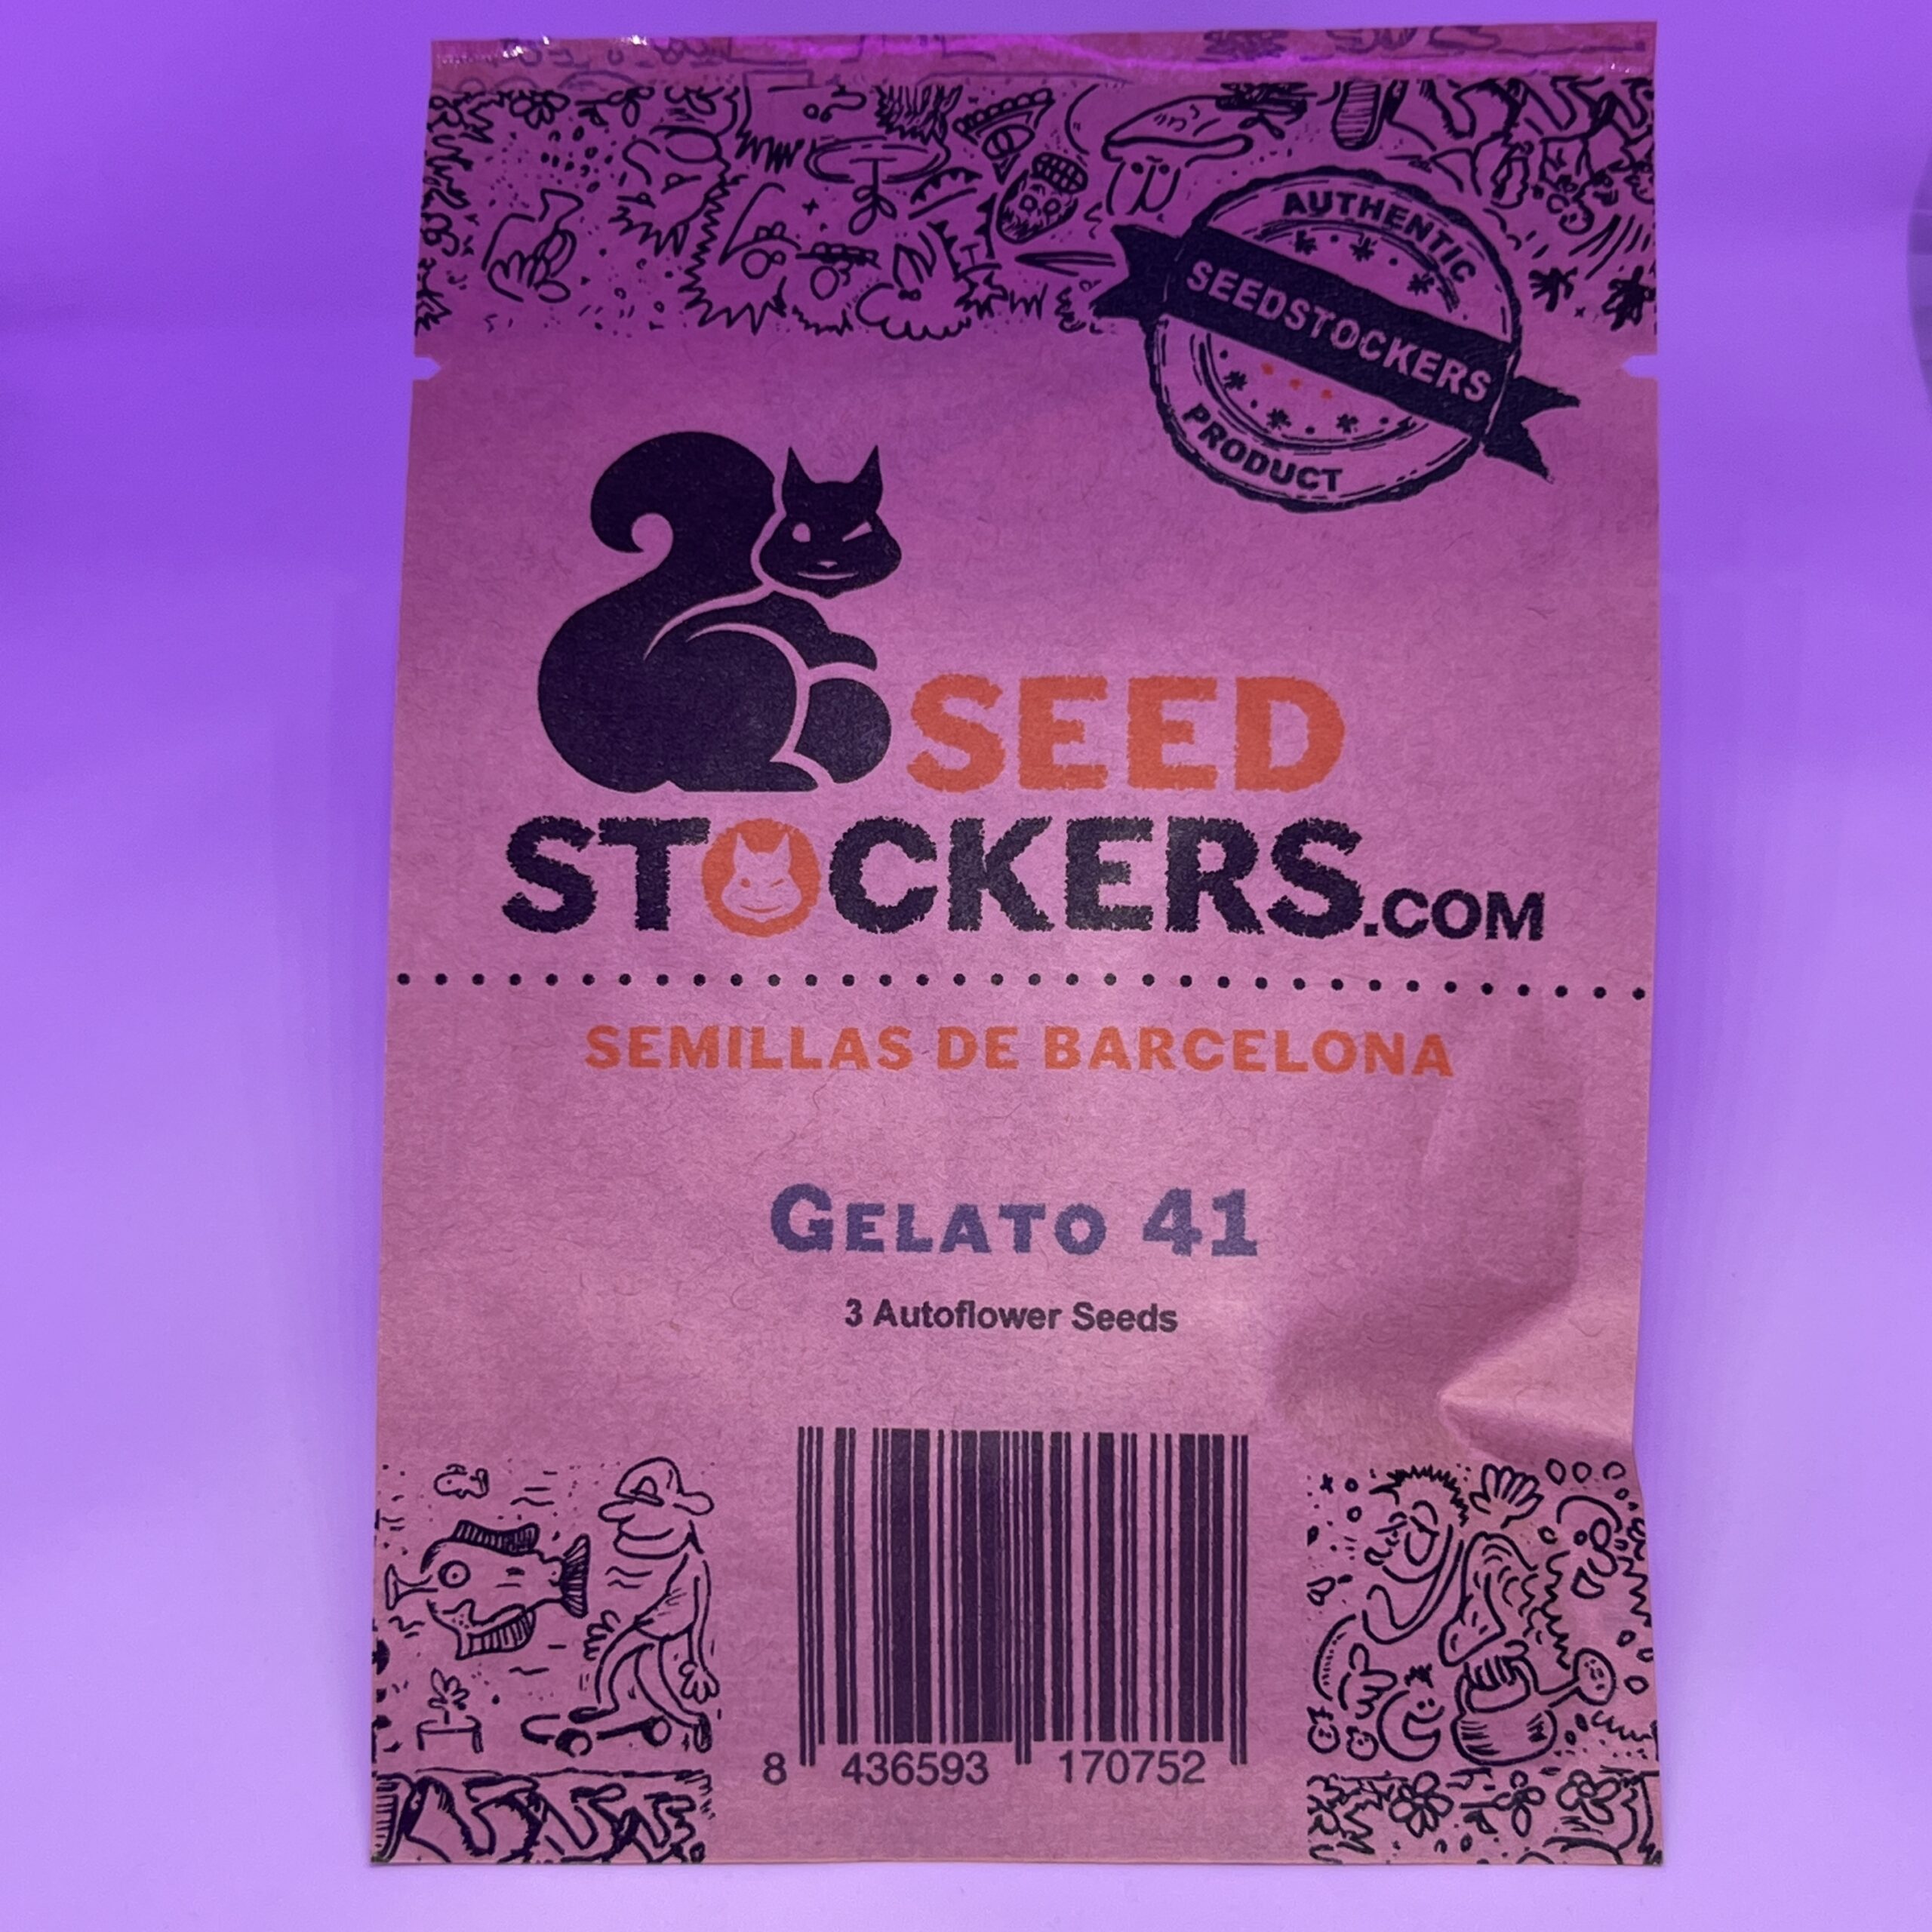 AUTHENTIC
SEEDSTOCKERS
PRODUCT
SEED
STOCKERS.COM
SEMILLAS DE BARCELONA
GELATO 41
3 Autoflower Seeds
8 436593 170752